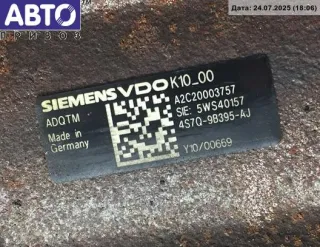 АВТО
ПРИЗОВ
Дата: 24.07.2025 (18:06)
SIEMENS VDO K10_00
A2C20003757
ADQTM
SIE: 5WS40157
Made in
4S7Q-9B395-AJ
Germany
Y10/00669